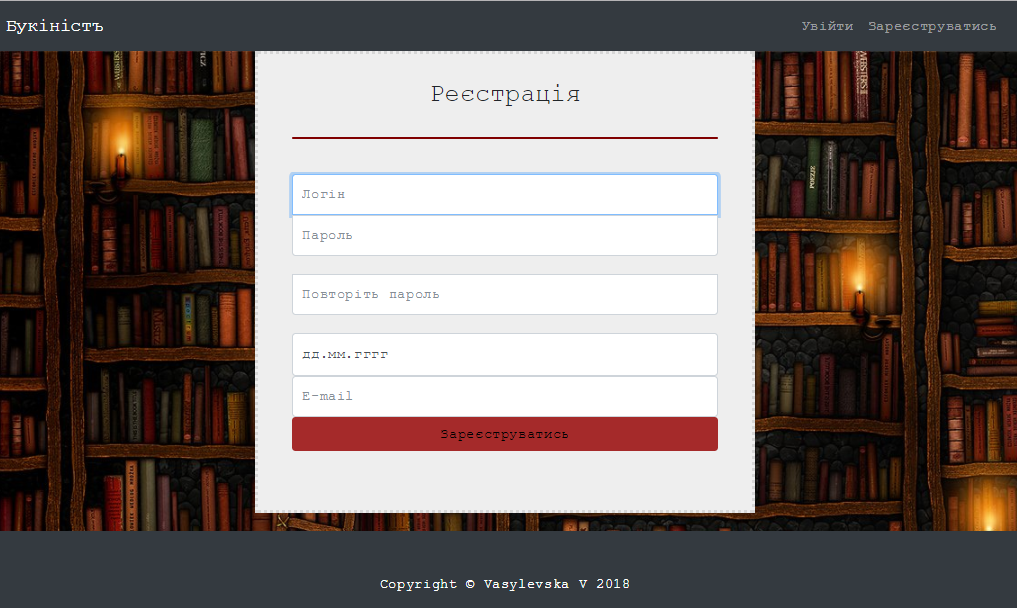 Букіністъ
Увійти Зареєструватись
Реєстрація
Логін
Пароль
Повторіть пароль
дд.мм.гггг
E-mail
Зареєструватись
Copyright © Vasylevska V 2018